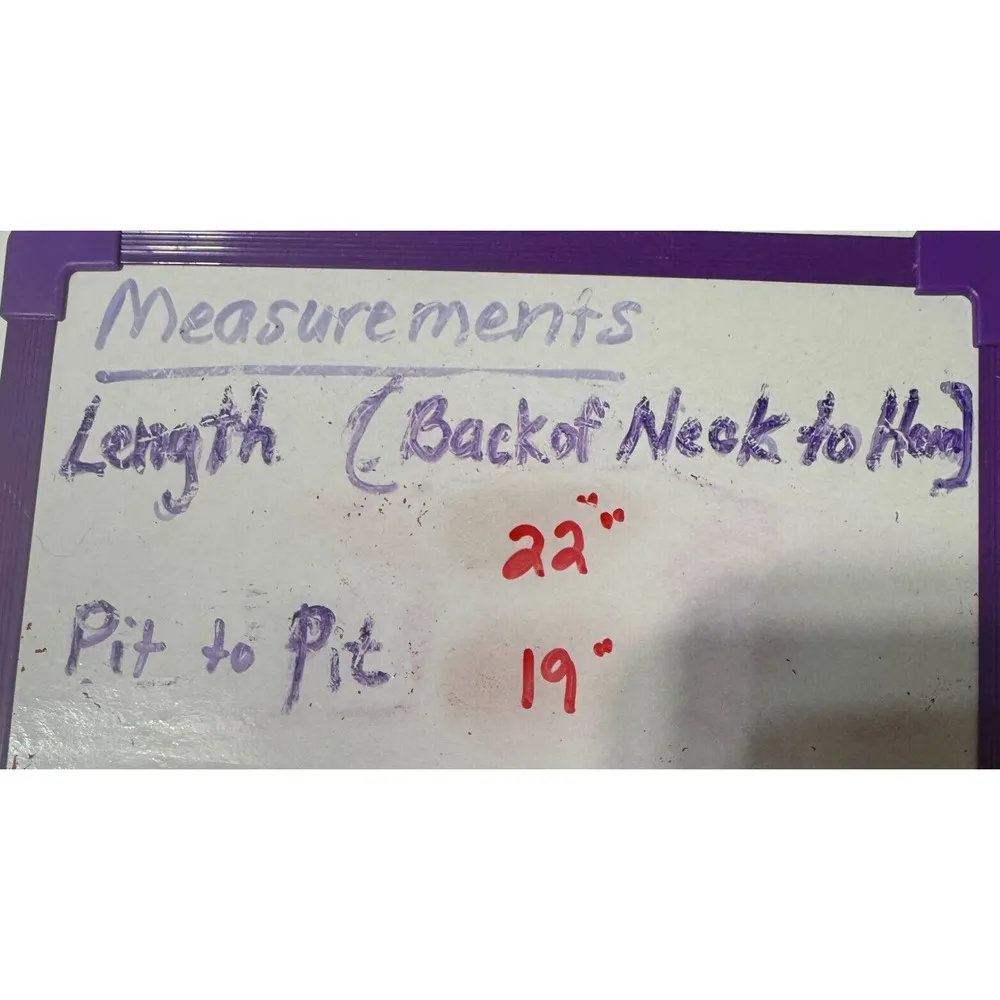 Measurements
Length (Back of Neck to Hem)
22""
Pit to Pit 19"